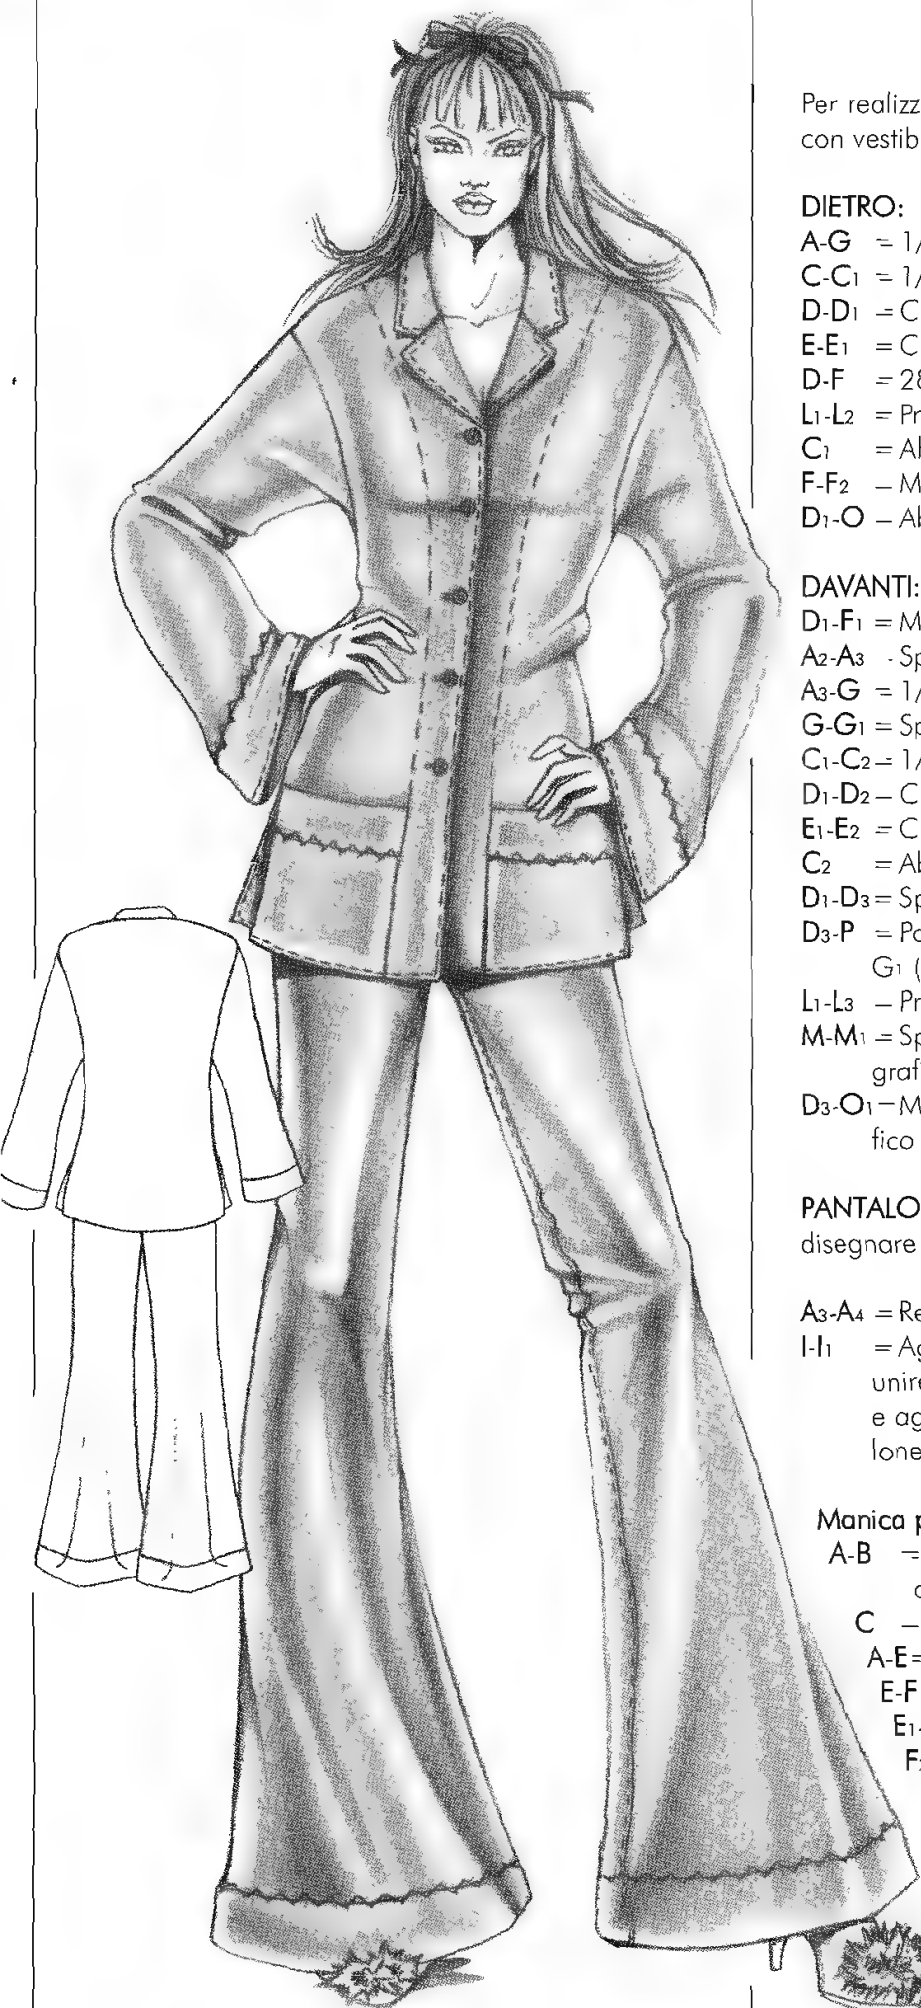 Per realizz
con vestib
DIETRO:
A-G = 1/
C-C1 = 1/
D-D1 = C
E-E1 = C
D-F = 28
L1-L2 = Pr
C1 = Al
F-F2 – M
D1-O – Ab
DAVANTI:
D1-F1 = M
A2-A3 - Sp
A3-G = 1/
G-G1 = Sp
C1-C2 – 1/
D1-D2 – C
E1-E2 = C
C2 = Ab
D1-D3 = Sp
D3-P = Po
G1 (
L1-L3 – Pr
M-M1 = Sp
graf
D3-O1 – M
fico
PANTALO
disegnare
A3-A4 = Re
I-I1 = Ag
unire
e ag
lone
Manica p
A-B =
C –
A-E =
E-F
E1-